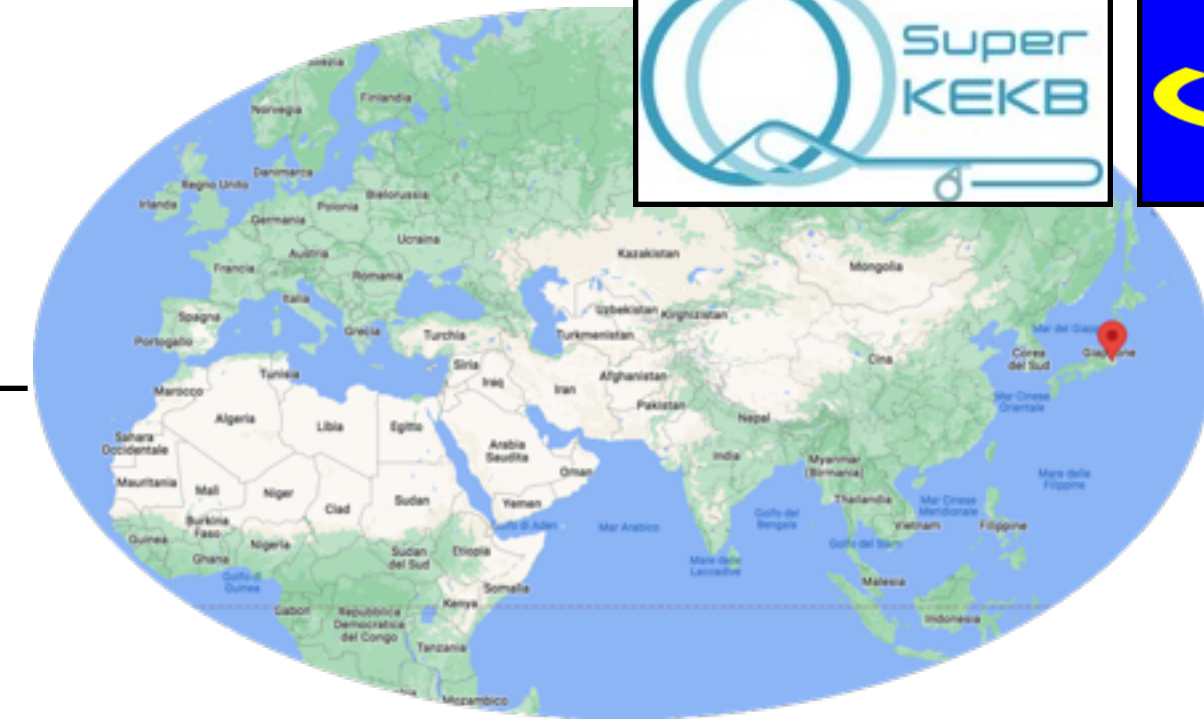 Super
KEKB
Norvegia
Finlandia
Danimarca
Regno Unito
Bielorussia
Irlanda
Polonia
Germania
Ucraina
Austria
Kazakistan
Francia
Mongolia
Romania
Italia
Uzbekistan
Kirghizistan
Spagna
Grecia
Turchia
Turkmenistan
Portogallo
Corea
del Sud
Cina
Siria
Tunisia
Afghanistan
Iraq
Iran
Marocco
Mar Cinese
Orientale
Pakistan
Nepal
Algeria
Libia
Egitto
Sahara
Occidentale
Arabia
Saudita
India
Myanmar
(Birmania)
Oman
Mare delle
Filippine
Mauritania
Mali
Niger
Sudan
Ciad
Yemen
Thailandia
Mar Cinese
Meridionale
Burkina
Faso
Golfo di Aden
Mar Arabico
Golfo del
Bengala
Vietnam
Filippine
Guinea
Nigeria
Golfo del Siam
Ghana
Sudan
del Sud
Etiopia
Mare delle
Laccadive
Golfo di
Guinea
Malesia
Somalia
Gabon
Kenya
Repubblica
Democratica
del Congo
Indonesia
Tanzania
Mozambico